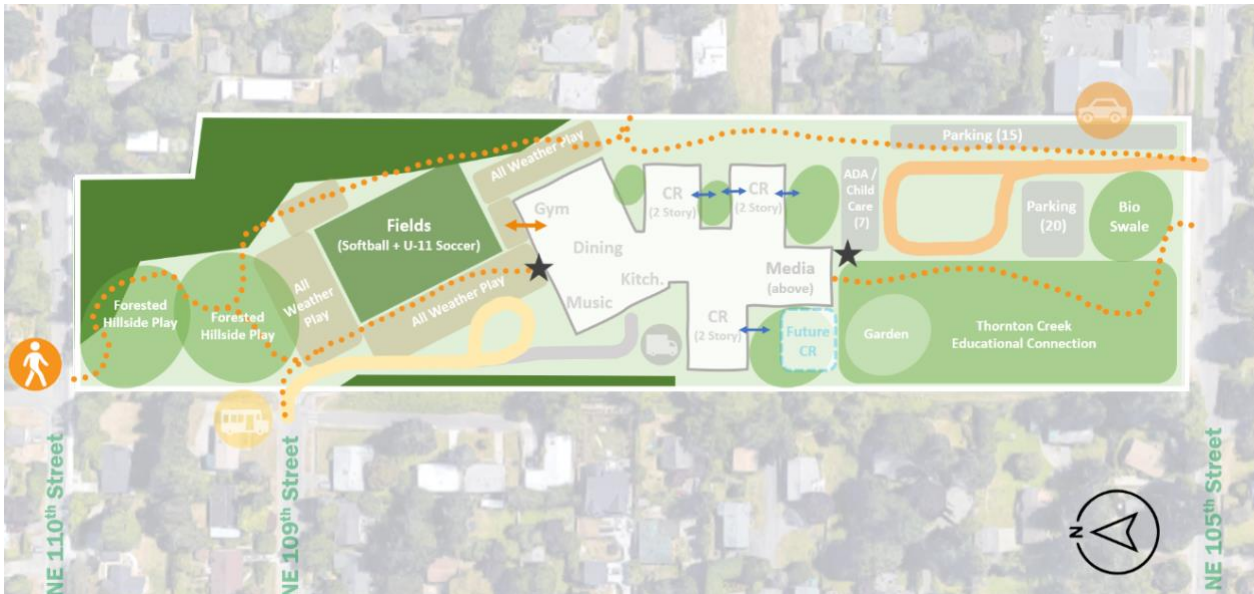 Parking (15)
All Weather Play
ADA /
Child
Care
(7)
CR
(2 Story)
CR
(2 Story)
Gym
Parking
(20)
Bio
Swale
Fields
(Softball + U-11 Soccer)
Dining
Kitch.
Media
(above)
Music
All
Weather
Play
All Weather Play
Forested
Hillside Play
Forested
Hillside Play
CR
(2 Story)
Future
CR
Garden
Thornton Creek
Educational Connection
NE 110th Street
NE 109th Street
NE 105th Street
N